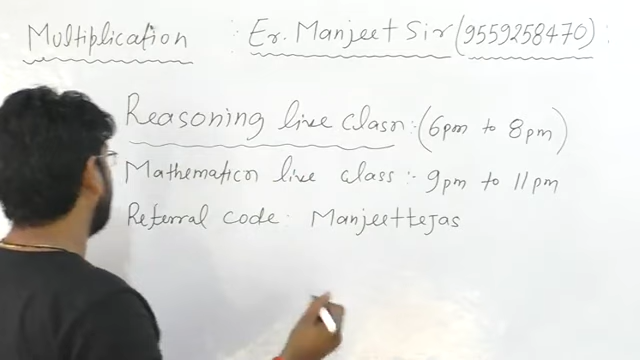 Multiplication : Er. Manjeet Sir (9559258470) :
Reasoning live class :- (6pm to 8pm)
Mathematics live class :- 9pm to 11pm
Referral code : Manjeettejas